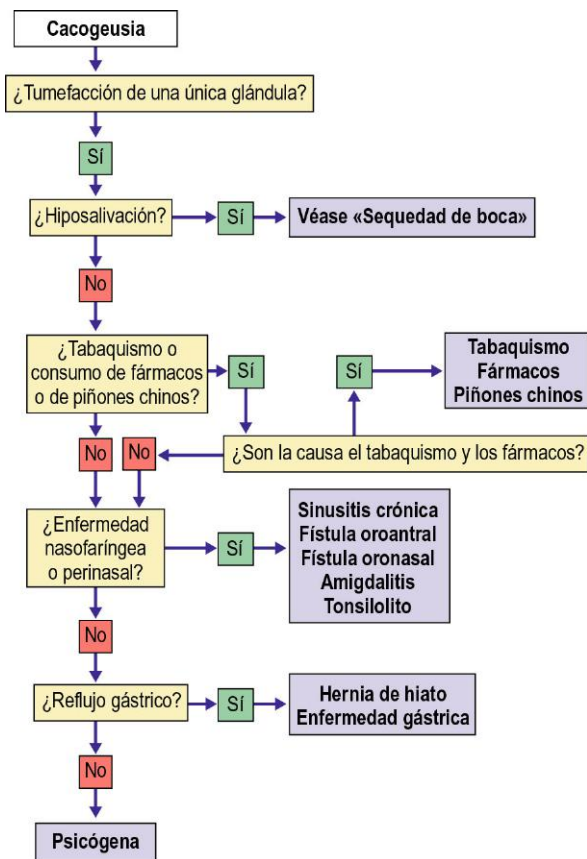 Cacogeusia
¿Tumefacción de una única glándula?
Sí
¿Hiposalivación?
Sí
Véase «Sequedad de boca»
No
¿Tabaquismo o
consumo de fármacos
o de piñones chinos?
Sí
Sí
Tabaquismo
Fármacos
Piñones chinos
No
No
¿Son la causa el tabaquismo y los fármacos?
¿Enfermedad
nasofaríngea
o perinasal?
Sí
Sinusitis crónica
Fístula oroantral
Fístula oronasal
Amigdalitis
Tonsilolito
No
¿Reflujo gástrico?
Sí
Hernia de hiato
Enfermedad gástrica
No
Psicógena